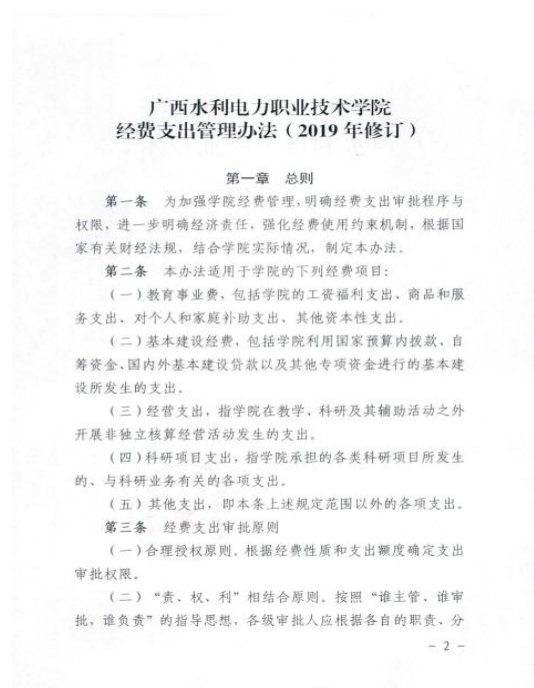 广西水利电力职业技术学院
经费支出管理办法（2019 年修订）
第一章　总则
第一条　为加强学院经费管理,明确经费支出审批程序与
权限，进一步明确经济责任，强化经费使用约束机制，根据国
家有关财经法规，结合学院实际情况，制定本办法。
第二条　本办法适用于学院的下列经费项目：
（一）教育事业费，包括学院的工资福利支出、商品和服
务支出、对个人和家庭补助支出、其他资本性支出。
（二）基本建设经费，包括学院利用国家预算内拨款、自
筹资金、国内外基本建设贷款以及其他专项资金进行的基本建
设所发生的支出。
（三）经营支出，指学院在教学、科研及其辅助活动之外
开展非独立核算经营活动发生的支出。
（四）科研项目支出，指学院承担的各类科研项目所发生
的、与科研业务有关的各项支出。
（五）其他支出，即本条上述规定范围以外的各项支出。
第三条　经费支出审批原则
（一）合理授权原则。根据经费性质和支出额度确定支出
审批权限。
（二）“责、权、利”相结合原则。按照“谁主管、谁审
批，谁负责”的指导思想，各级审批人应根据各自的职责、分
－ 2 －